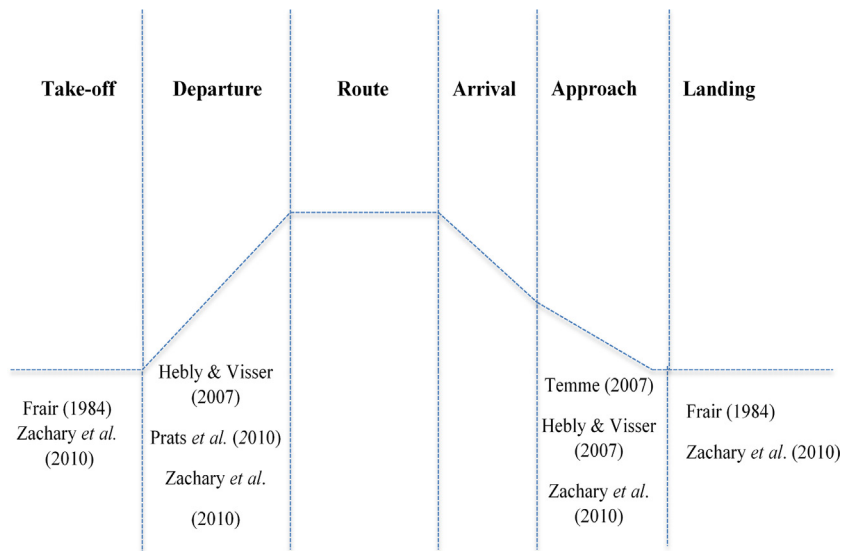 Take-off
Departure
Route
Arrival
Approach
Landing
Frair (1984)
Zachary et al.
(2010)
Hebly & Visser
(2007)
Prats et al. (2010)
Zachary et al.
(2010)
Temme (2007)
Hebly & Visser
(2007)
Zachary et al.
(2010)
Frair (1984)
Zachary et al. (2010)